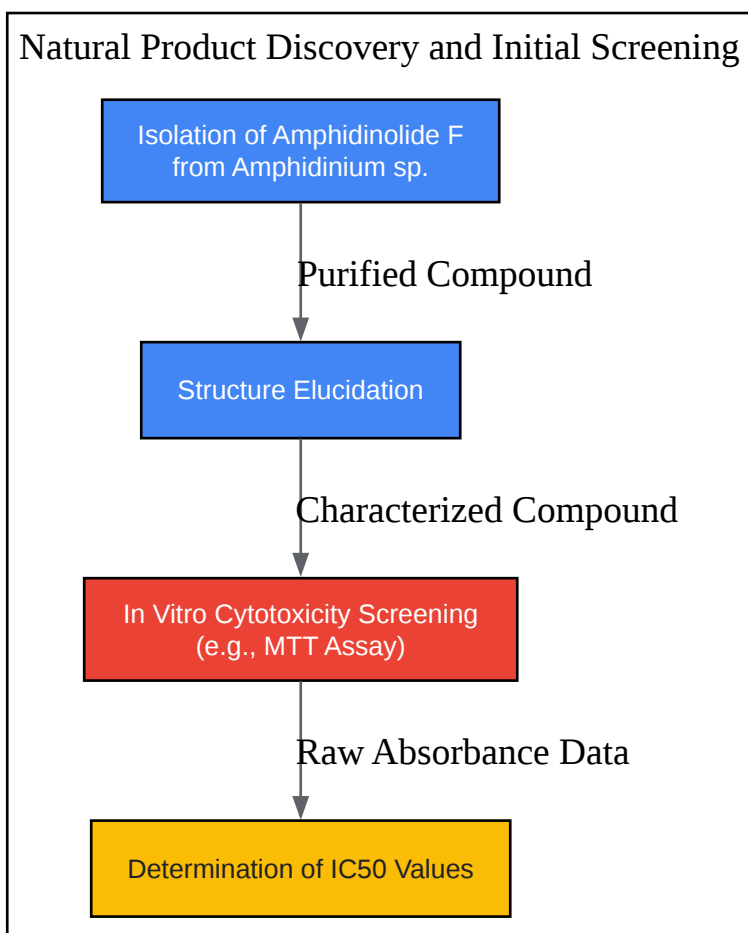 Natural Product Discovery and Initial Screening
Isolation of Amphidinolide F
from Amphidinium sp.
Purified Compound
Structure Elucidation
Characterized Compound
In Vitro Cytotoxicity Screening
(e.g., MTT Assay)
Raw Absorbance Data
Determination of IC50 Values